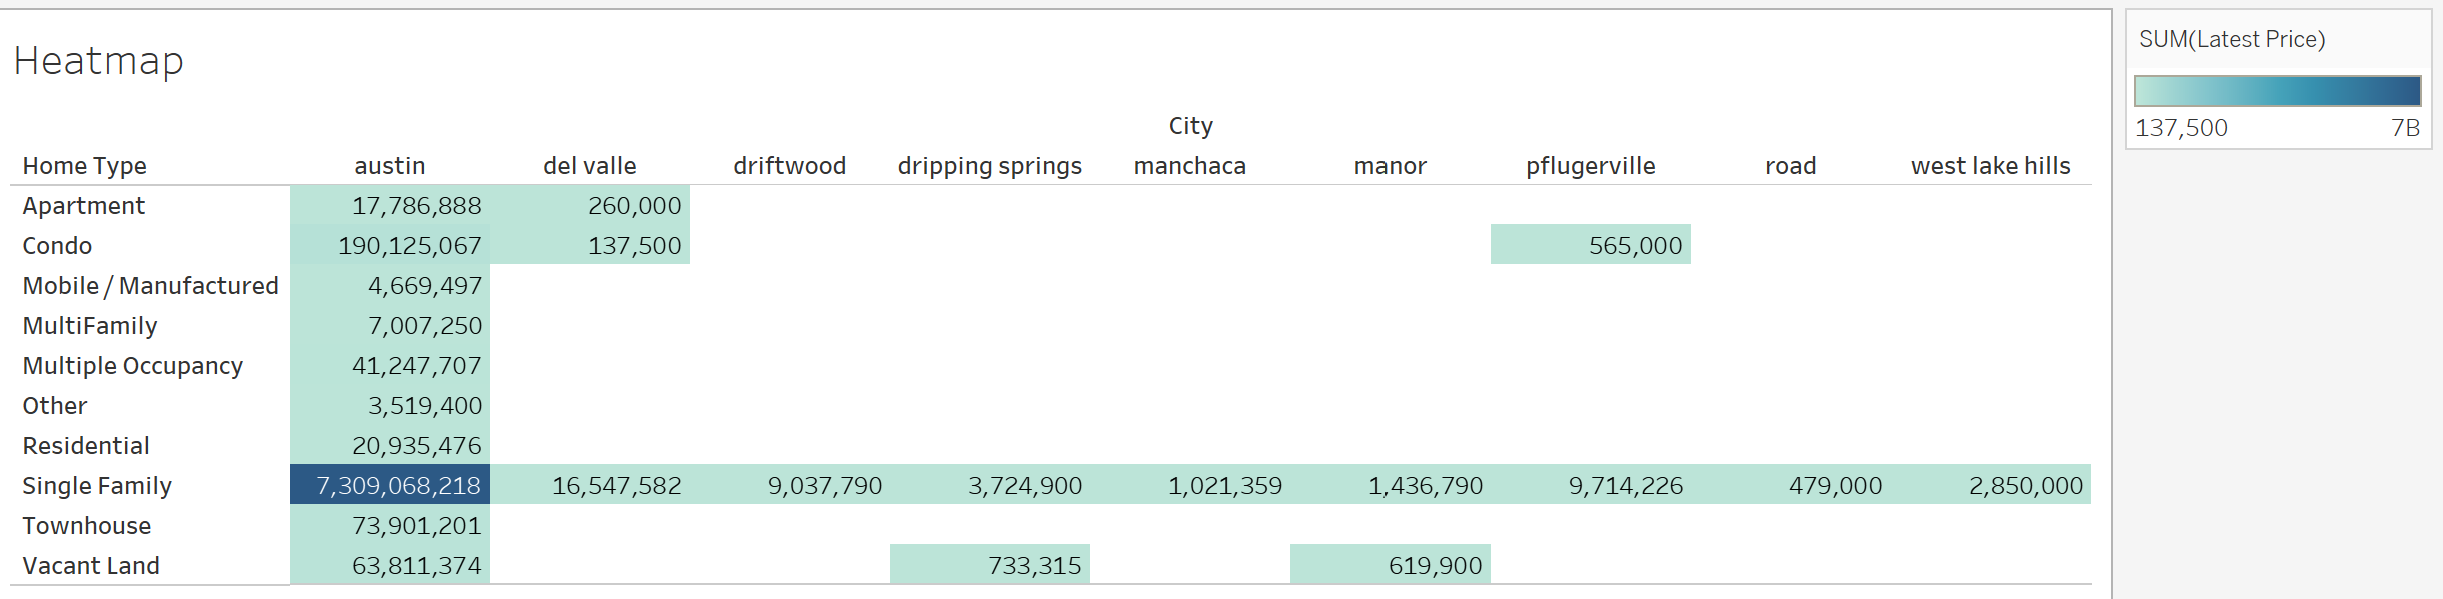 SUM(Latest Price)
137,500 7B
Heatmap
City
Home Type austin del valle driftwood dripping springs manchaca manor pflugerville road west lake hills
Apartment 17,786,888 260,000
Condo 190,125,067 137,500 565,000
Mobile / Manufactured 4,669,497
MultiFamily 7,007,250
Multiple Occupancy 41,247,707
Other 3,519,400
Residential 20,935,476
Single Family 7,309,068,218 16,547,582 9,037,790 3,724,900 1,021,359 1,436,790 9,714,226 479,000 2,850,000
Townhouse 73,901,201
Vacant Land 63,811,374 733,315 619,900